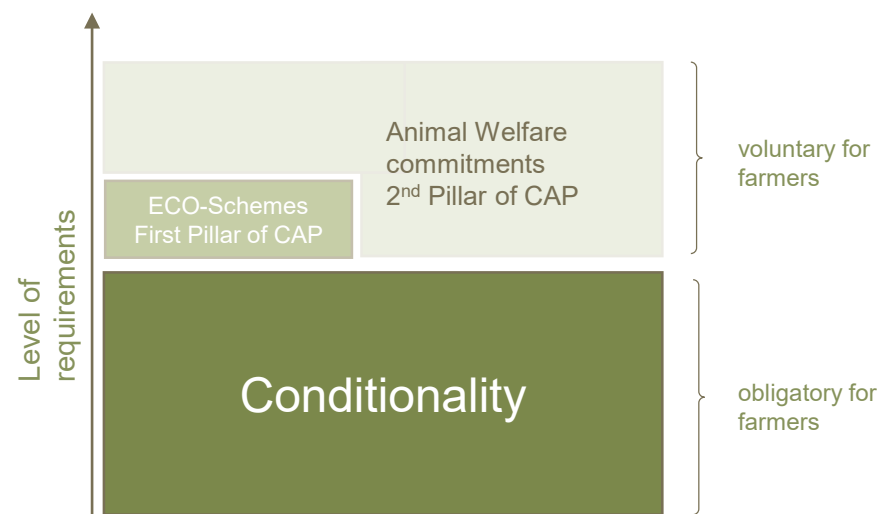 Level of
requirements
Animal Welfare
commitments
2nd Pillar of CAP
ECO-Schemes
First Pillar of CAP
voluntary for
farmers
Conditionality
obligatory for
farmers